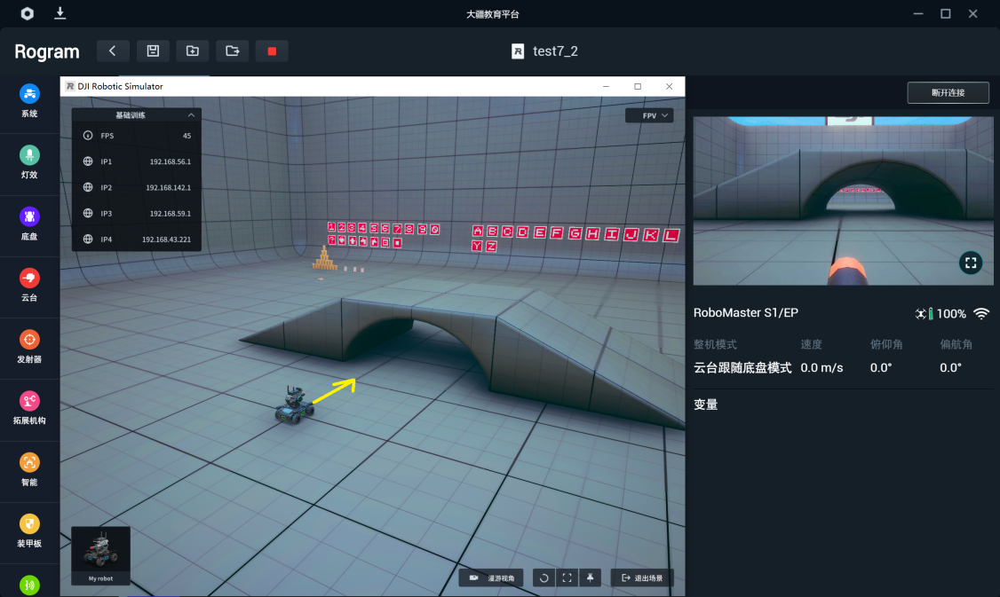 大疆教育平台
Rogram
R test7_2
系统
灯效
底盘
云台
发射器
拓展机构
智能
装甲板
DJI Robotic Simulator
基础训练
FPS 45
IP1 192.168.56.1
IP2 192.168.142.1
IP3 192.168.59.1
IP4 192.168.43.221
FPV
1 2 3 4 5 6 7 8 9 0
A B C D E F G H I J K L
?
Y Z
My robot
漫游视角
退出场景
断开连接
RoboMaster S1/EP
100%
整机模式 速度 俯仰角 偏航角
云台跟随底盘模式 0.0 m/s 0.0° 0.0°
变量